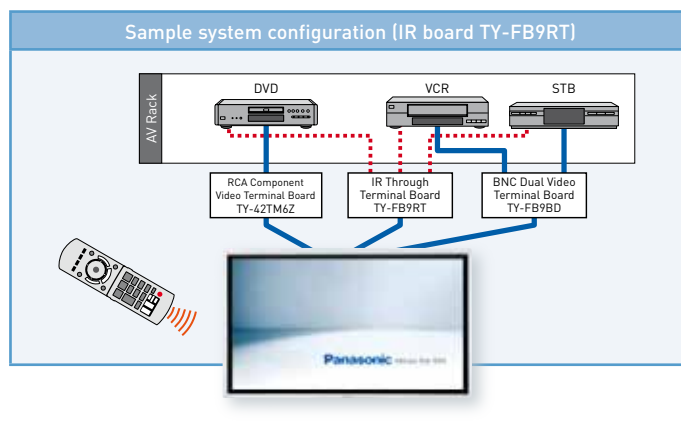 Sample system configuration (IR board TY-FB9RT)
AV Rack
DVD
VCR
STB
RCA Component
Video Terminal Board
TY-42TM6Z
IR Through
Terminal Board
TY-FB9RT
BNC Dual Video
Terminal Board
TY-FB9BD
Panasonic